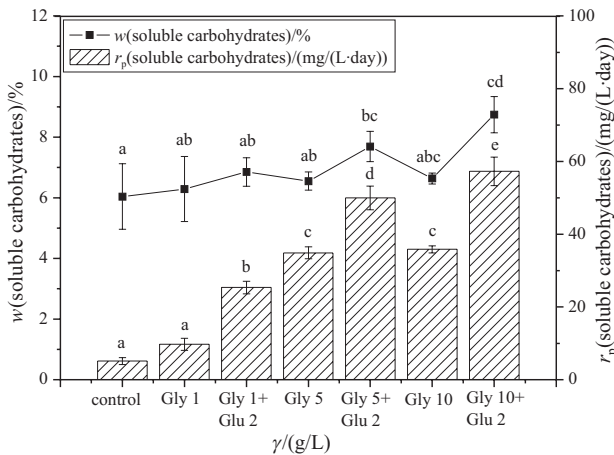 w(soluble carbohydrates)/%
r_p(soluble carbohydrates)/(mg/(L·day))
12
10
8
6
4
2
0
w(soluble carbohydrates)/%
100
80
60
40
20
0
r_p(soluble carbohydrates)/(mg/(L·day))
a
ab
ab
ab
bc
abc
cd
a
a
b
c
d
c
e
control
Gly 1
Gly 1+
Glu 2
Gly 5
Gly 5+
Glu 2
Gly 10
Gly 10+
Glu 2
γ/(g/L)